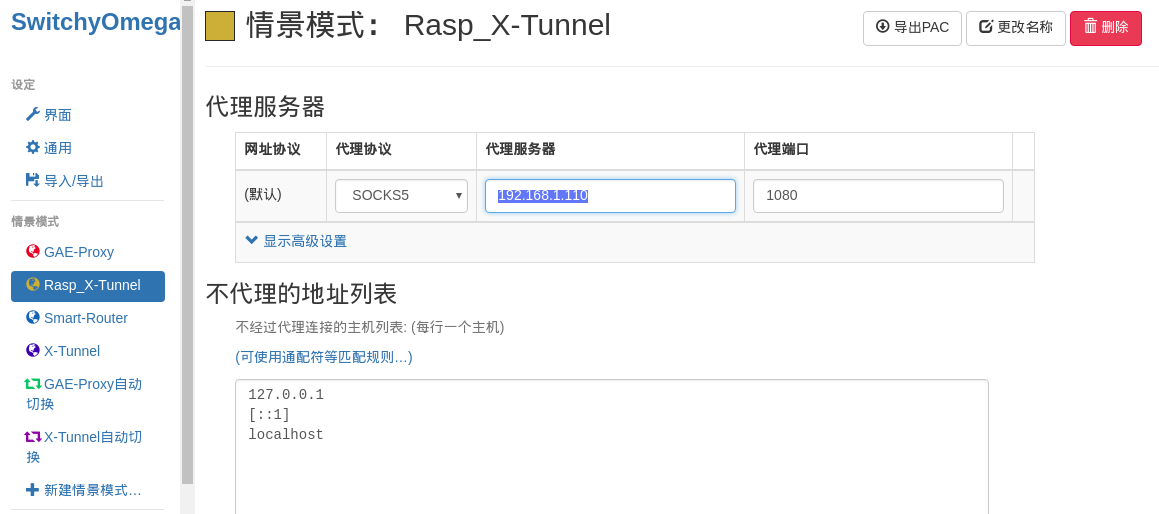 SwitchyOmega
设定
界面
通用
导入/导出
情景模式
GAE-Proxy
Rasp_X-Tunnel
Smart-Router
X-Tunnel
GAE-Proxy自动
切换
X-Tunnel自动切
换
新建情景模式…
情景模式: Rasp_X-Tunnel
导出PAC 更改名称 删除
代理服务器
网址协议 代理协议 代理服务器 代理端口
(默认) SOCKS5 192.168.1.110 1080
显示高级设置
不代理的地址列表
不经过代理连接的主机列表: (每行一个主机)
(可使用通配符等匹配规则…)
127.0.0.1
[::1]
localhost